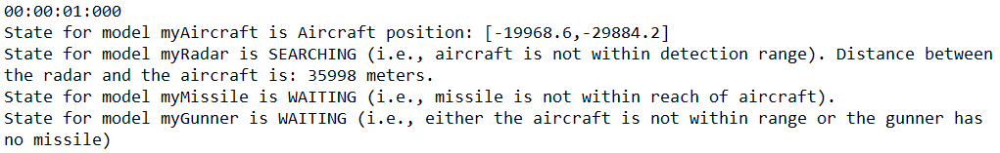 00:00:01:000
State for model myAircraft is Aircraft position: [-19968.6,-29884.2]
State for model myRadar is SEARCHING (i.e., aircraft is not within detection range). Distance between
the radar and the aircraft is: 35998 meters.
State for model myMissile is WAITING (i.e., missile is not within reach of aircraft).
State for model myGunner is WAITING (i.e., either the aircraft is not within range or the gunner has
no missile)